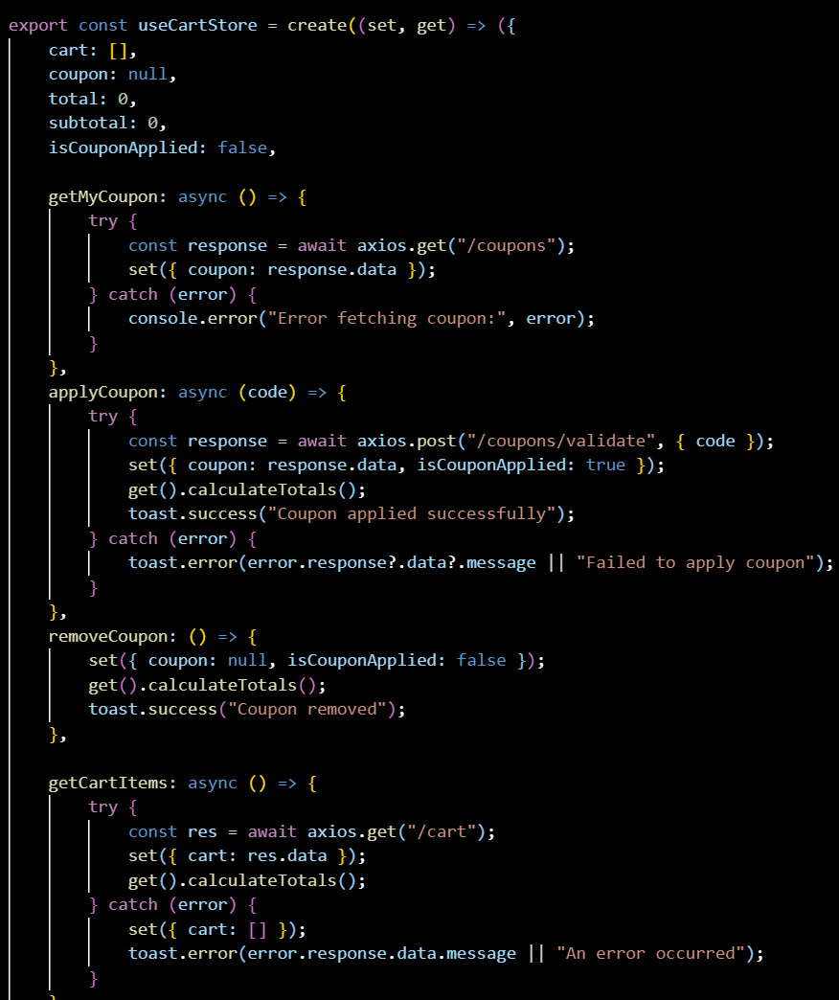 export const useCartStore = create((set, get) => ({
    cart: [],
    coupon: null,
    total: 0,
    subtotal: 0,
    isCouponApplied: false,

    getMyCoupon: async () => {
        try {
            const response = await axios.get("/coupons");
            set({ coupon: response.data });
        } catch (error) {
            console.error("Error fetching coupon:", error);
        }
    },
    applyCoupon: async (code) => {
        try {
            const response = await axios.post("/coupons/validate", { code });
            set({ coupon: response.data, isCouponApplied: true });
            get().calculateTotals();
            toast.success("Coupon applied successfully");
        } catch (error) {
            toast.error(error.response?.data?.message || "Failed to apply coupon");
        }
    },
    removeCoupon: () => {
        set({ coupon: null, isCouponApplied: false });
        get().calculateTotals();
        toast.success("Coupon removed");
    },

    getCartItems: async () => {
        try {
            const res = await axios.get("/cart");
            set({ cart: res.data });
            get().calculateTotals();
        } catch (error) {
            set({ cart: [] });
            toast.error(error.response.data.message || "An error occurred");
        }